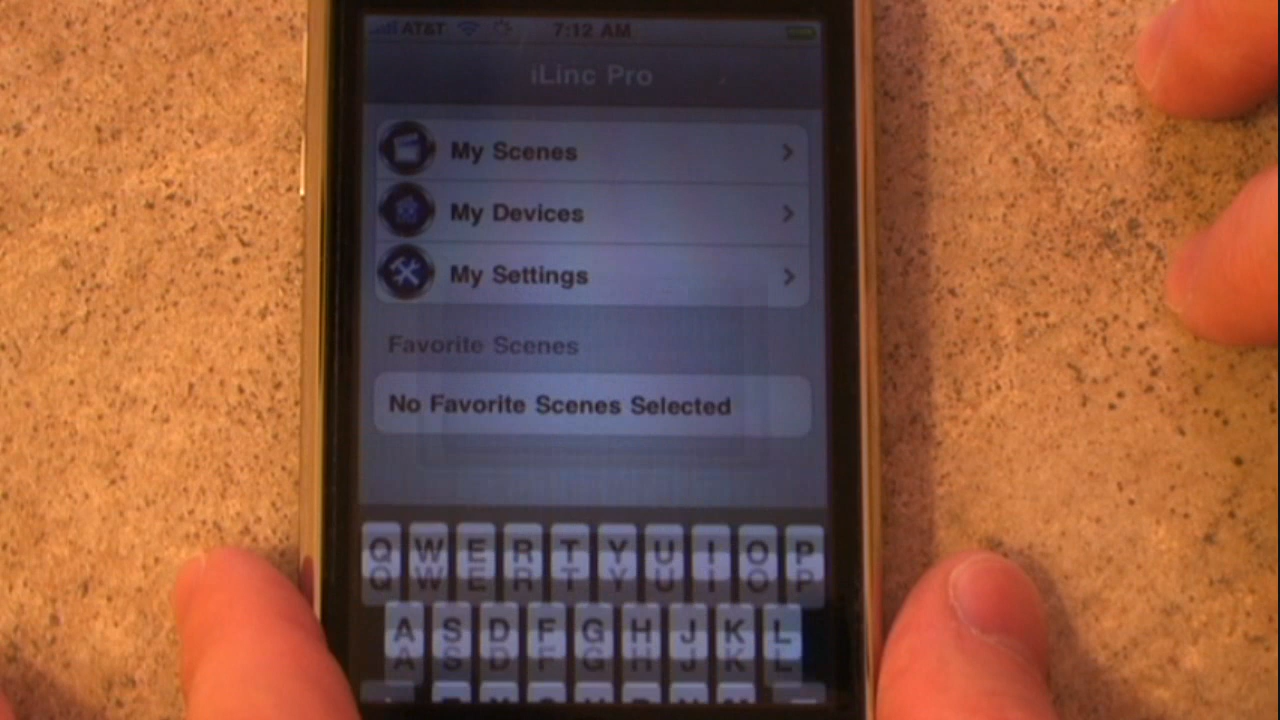 AT&T 7:12 AM
iLinc Pro
My Scenes
My Devices
My Settings
Favorite Scenes
No Favorite Scenes Selected
Q W E R T Y U I O P
A S D F G H J K L